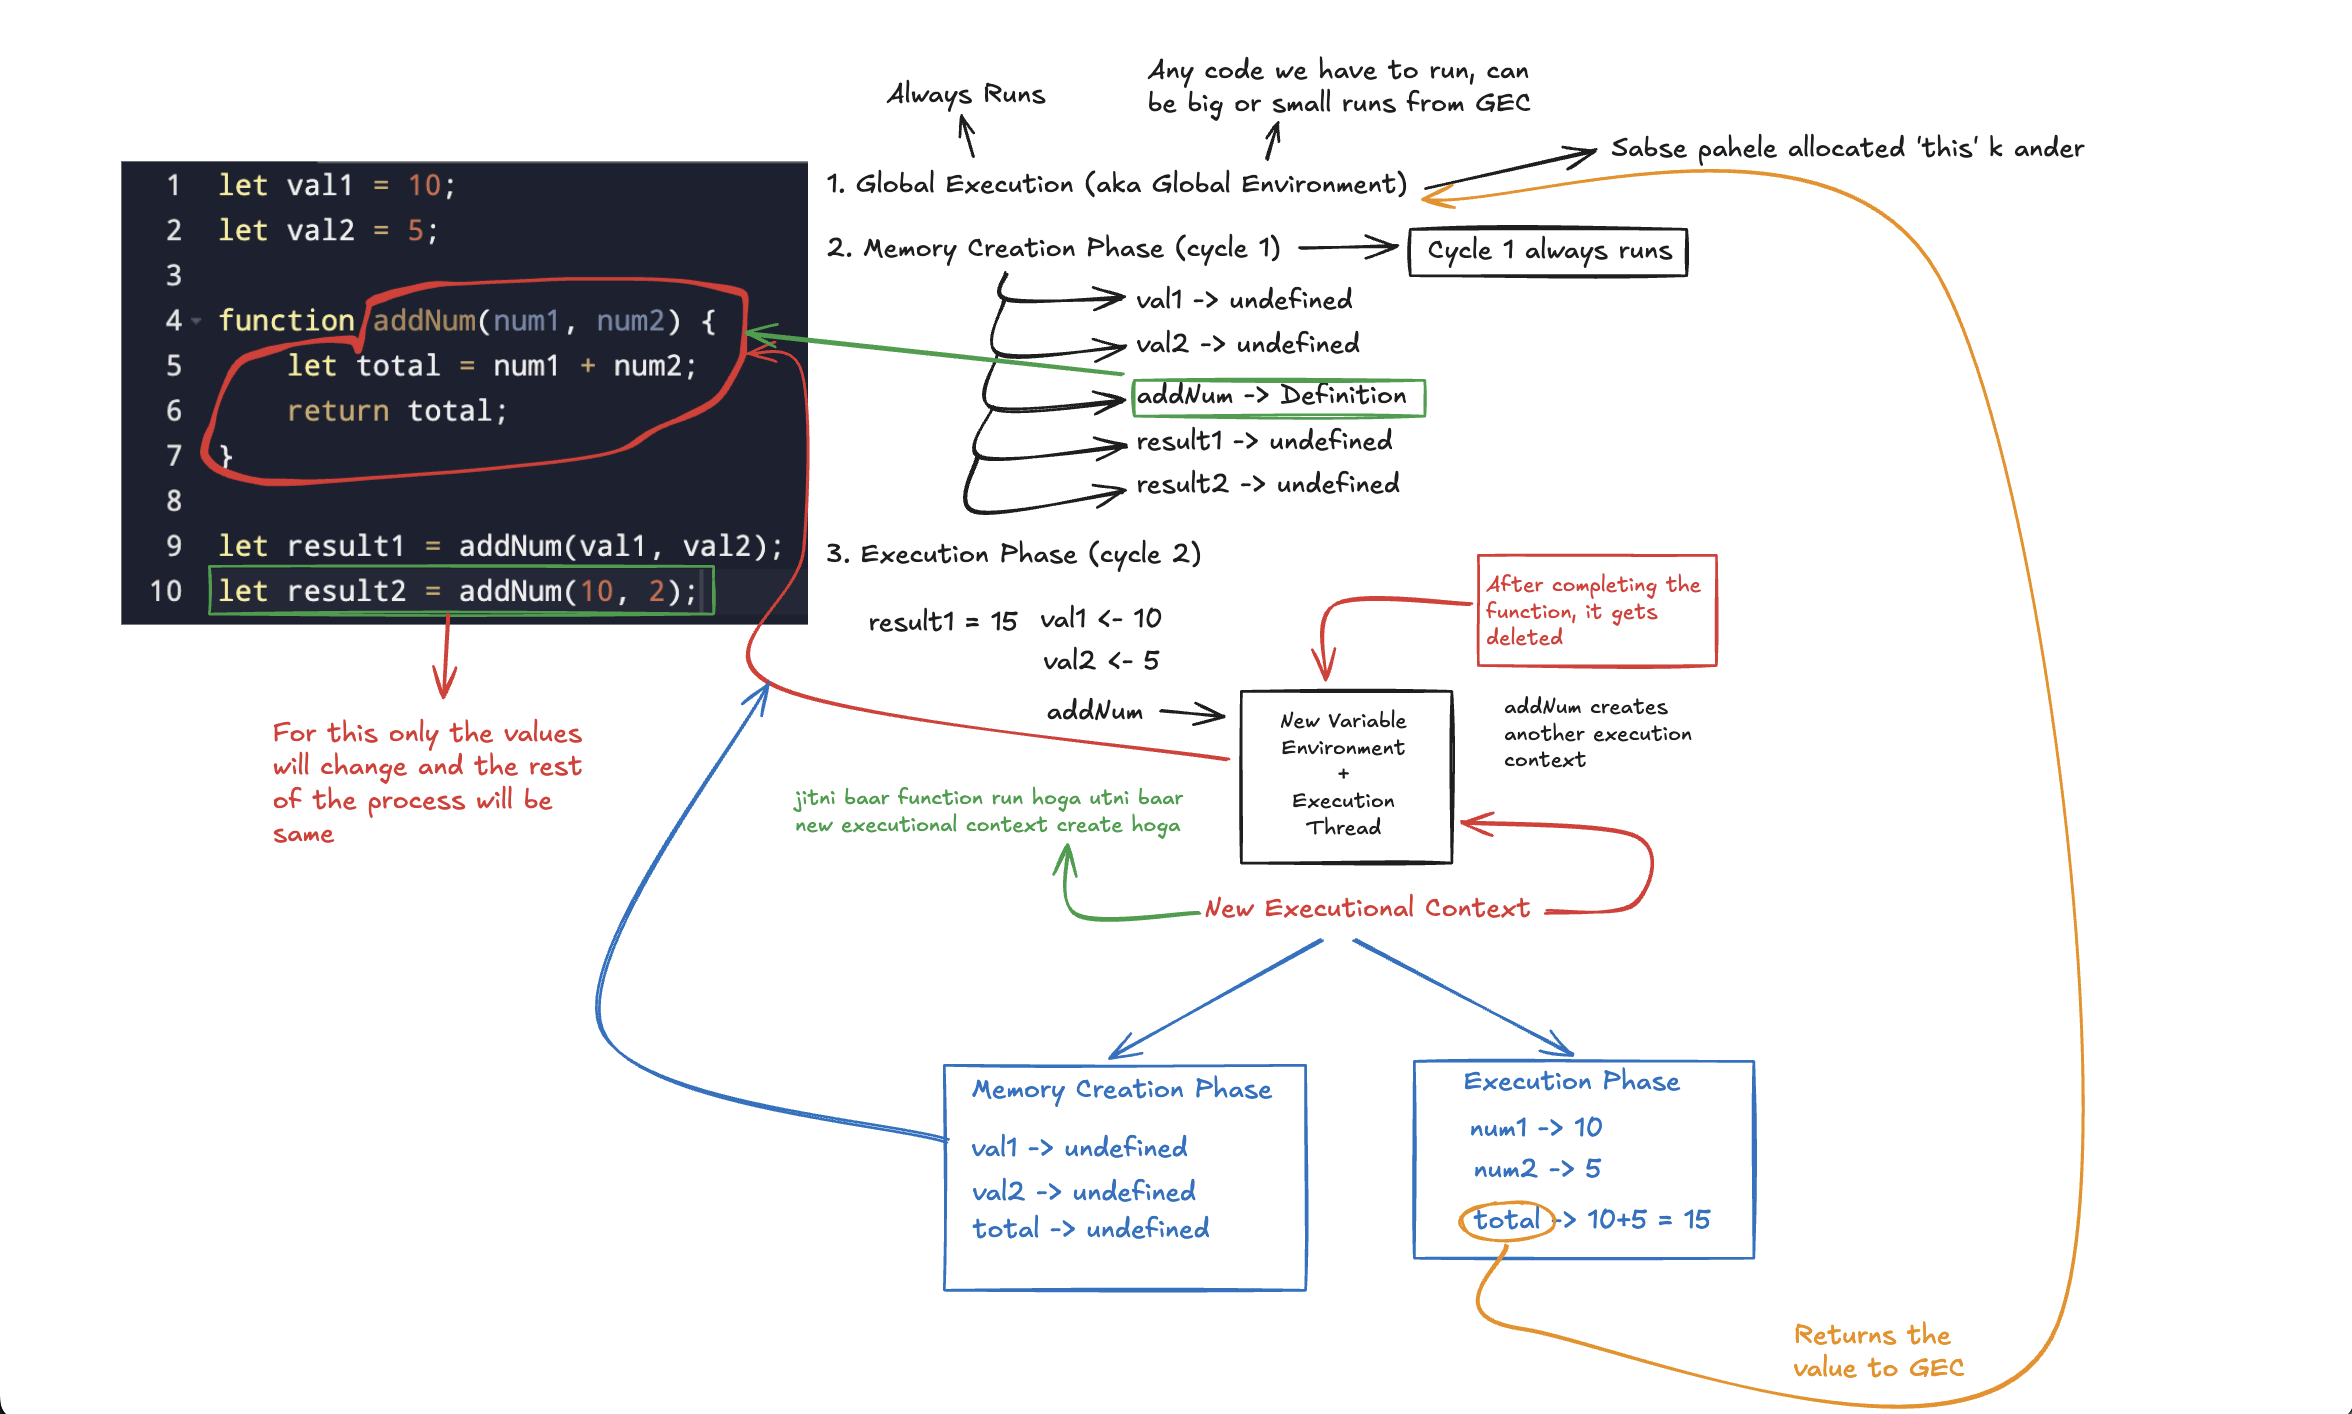 Always Runs
Any code we have to run, can
be big or small runs from GEC
Sabse pahele allocated 'this' k ander
1. Global Execution (aka Global Environment)
2. Memory Creation Phase (cycle 1)
Cycle 1 always runs
val1 -> undefined
val2 -> undefined
addNum -> Definition
result1 -> undefined
result2 -> undefined
1 let val1 = 10;
2 let val2 = 5;
3
4 function addNum(num1, num2) {
5 let total = num1 + num2;
6 return total;
7 }
8
9 let result1 = addNum(val1, val2);
10 let result2 = addNum(10, 2);
For this only the values
will change and the rest
of the process will be
same
3. Execution Phase (cycle 2)
result1 = 15 val1 <- 10
val2 <- 5
addNum
After completing the
function, it gets
deleted
New Variable
Environment
+
Execution
Thread
addNum creates
another execution
context
jitni baar function run hoga utni baar
new executional context create hoga
New Executional Context
Memory Creation Phase
val1 -> undefined
val2 -> undefined
total -> undefined
Execution Phase
num1 -> 10
num2 -> 5
total -> 10+5 = 15
Returns the
value to GEC